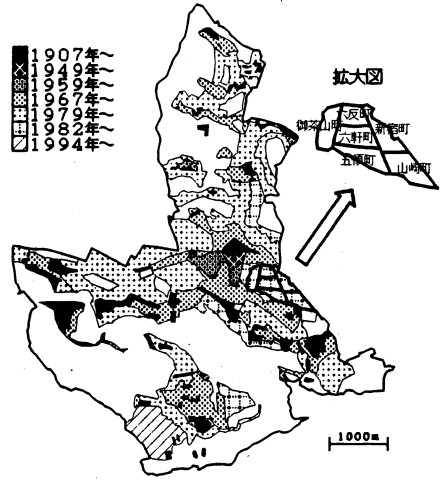 1907年~
1949年~
1959年~
1967年~
1979年~
1982年~
1994年~
拡大図
六反町
御茶山町
新宿町
六軒町
五領町
山崎町
1000m